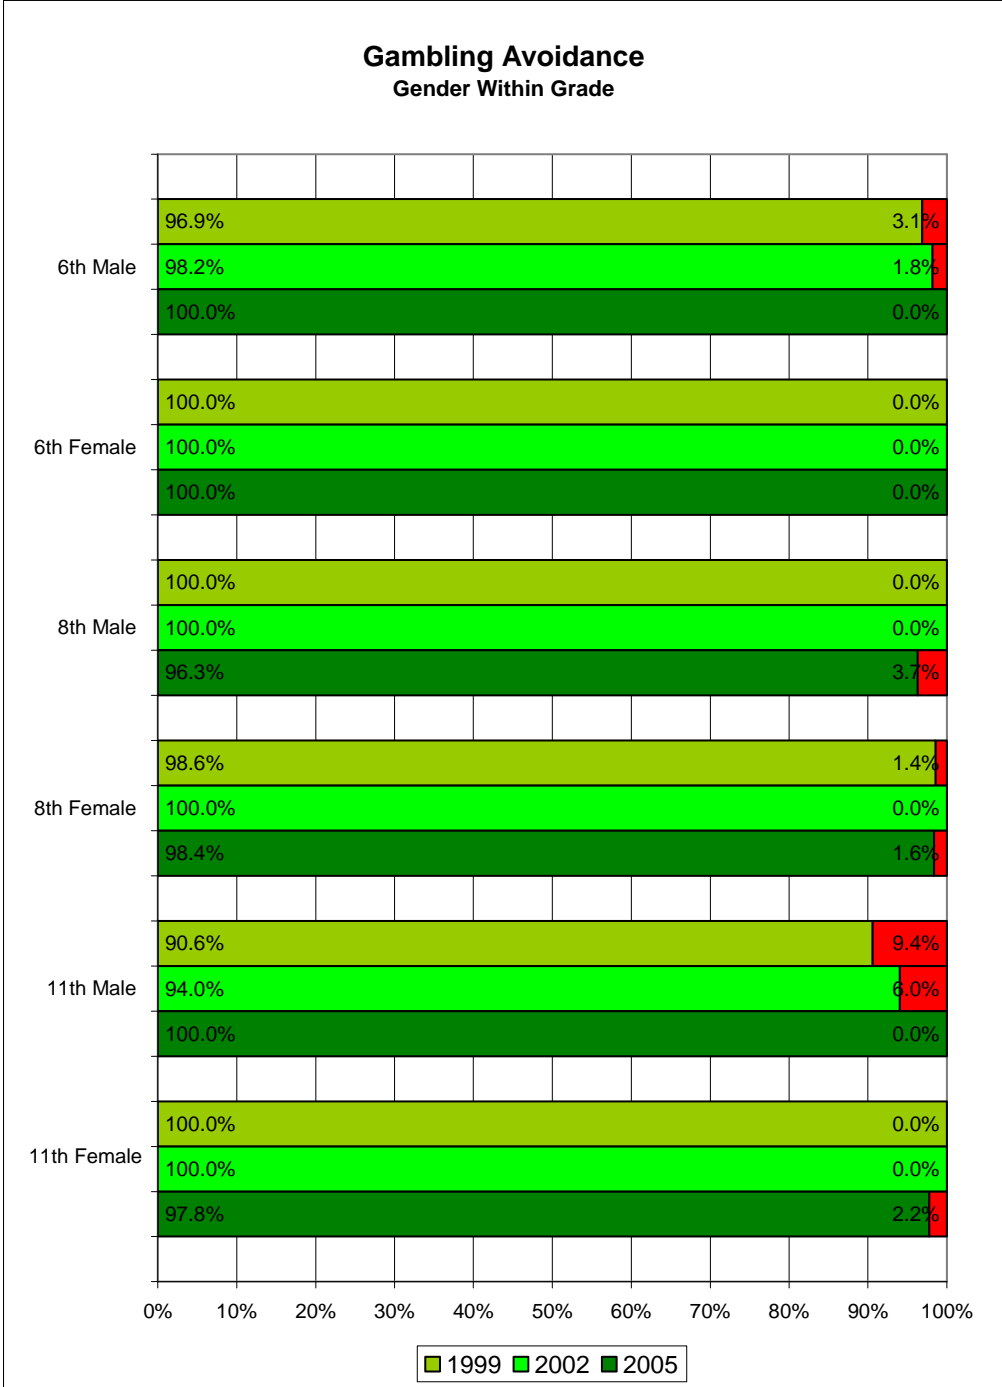 Gambling Avoidance
Gender Within Grade
96.9% 3.1%
6th Male 98.2% 1.8%
100.0% 0.0%
100.0% 0.0%
6th Female 100.0% 0.0%
100.0% 0.0%
100.0% 0.0%
8th Male 100.0% 0.0%
96.3% 3.7%
98.6% 1.4%
8th Female 100.0% 0.0%
98.4% 1.6%
90.6% 9.4%
11th Male 94.0% 6.0%
100.0% 0.0%
100.0% 0.0%
11th Female 100.0% 0.0%
97.8% 2.2%
0% 10% 20% 30% 40% 50% 60% 70% 80% 90% 100%
1999 2002 2005